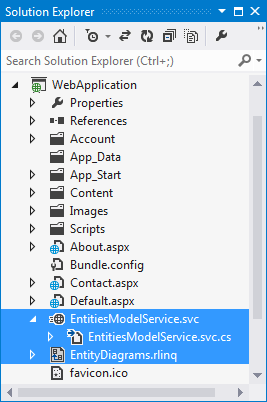 Solution Explorer
Search Solution Explorer (Ctrl+;)
WebApplication
Properties
References
Account
App_Data
App_Start
Content
Images
Scripts
About.aspx
Bundle.config
Contact.aspx
Default.aspx
EntitiesModelService.svc
EntitiesModelService.svc.cs
EntityDiagrams.rlinq
favicon.ico